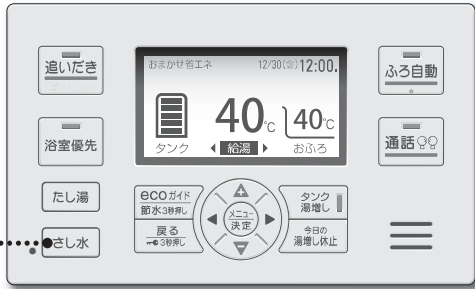 追いだき
浴室優先
たし湯
さし水
おまかせ省エネ 12/30(金)12:00
40℃ 40℃
タンク 給湯 おふろ
ecoガイド
節水3秒押し
戻る
3秒押し
メニュー
決定
タンク
湯増し
今日の
湯増し休止
ふろ自動
通話